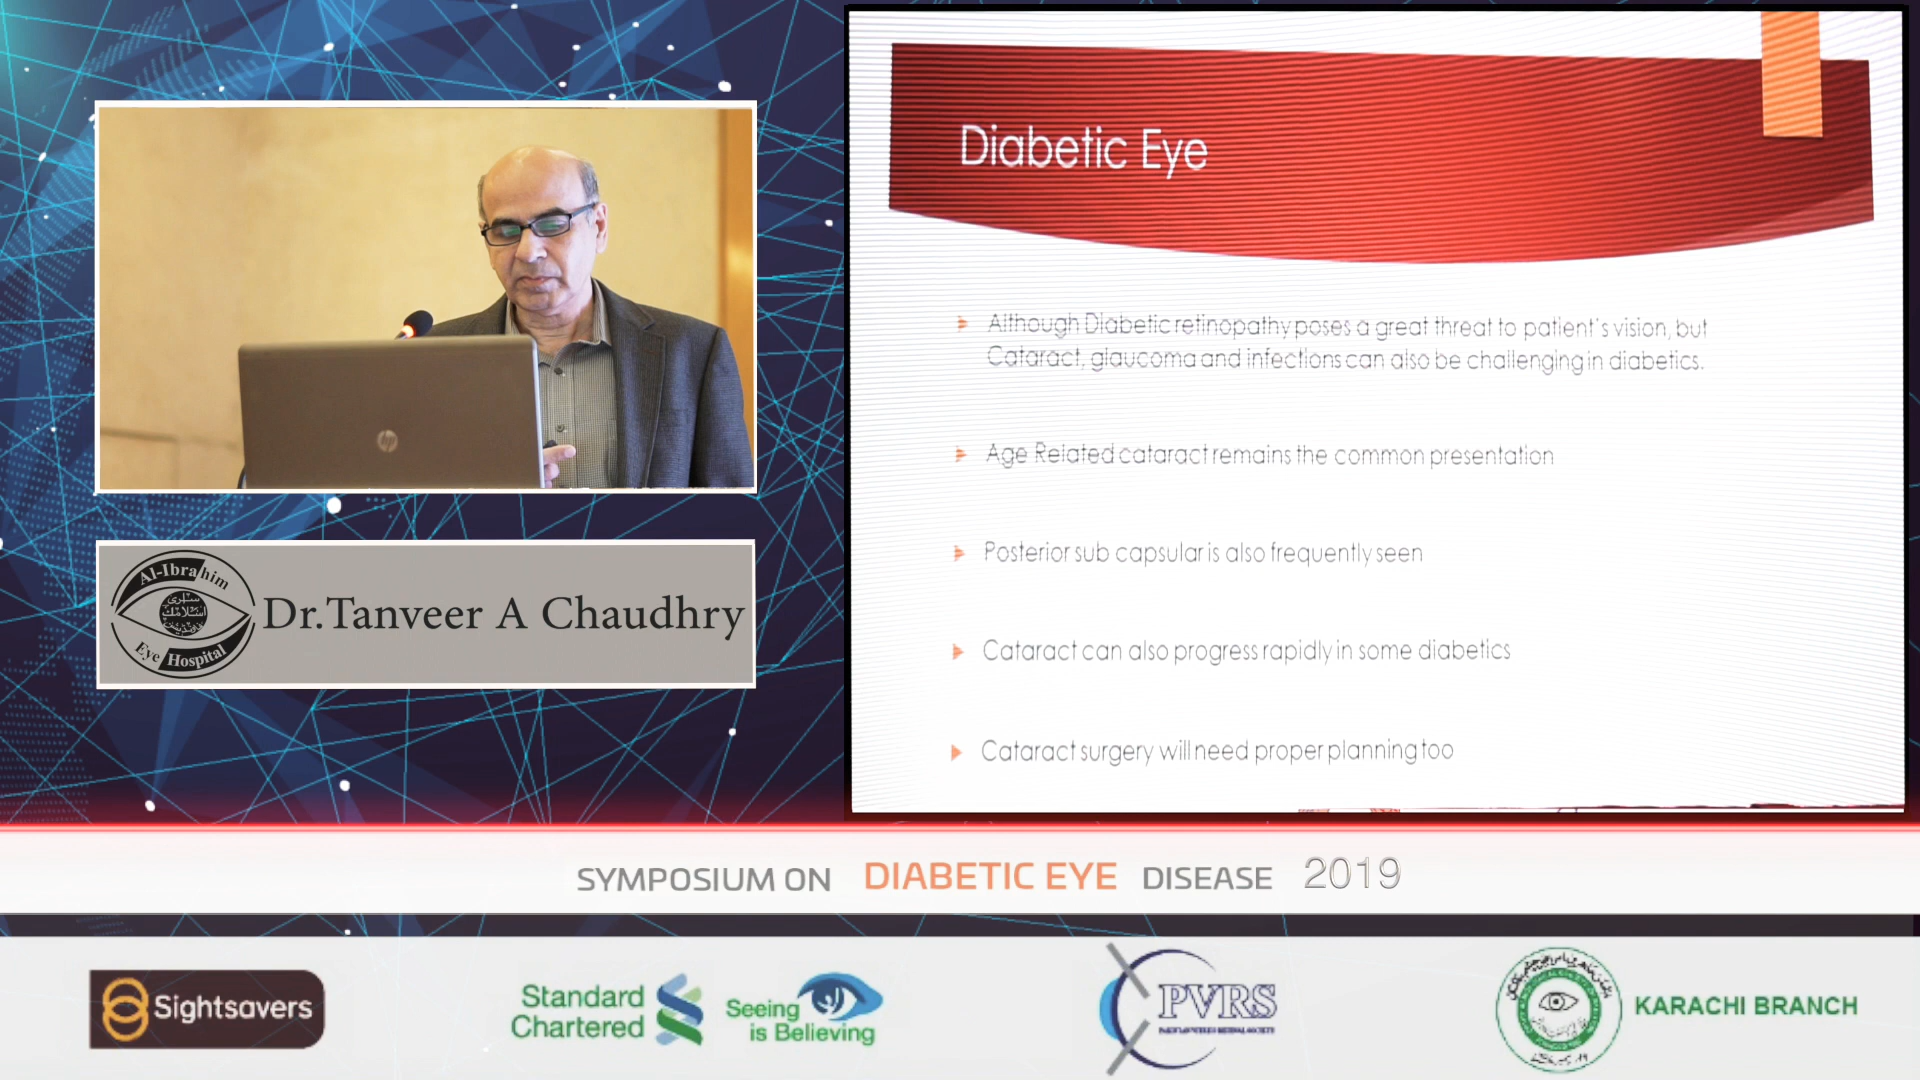 Diabetic Eye
Although Diabetic retinopathy poses a great threat to patient's vision, but
Cataract, glaucoma and infections can also be challenging in diabetics.
Age Related cataract remains the common presentation
Posterior sub capsular is also frequently seen
Cataract can also progress rapidly in some diabetics
Cataract surgery will need proper planning too
hp
Al-Ibrahim
Eye Hospital
Dr.Tanveer A Chaudhry
SYMPOSIUM ON DIABETIC EYE DISEASE 2019
Sightsavers
Standard
Chartered
Seeing
is Believing
PVRS
KARACHI BRANCH